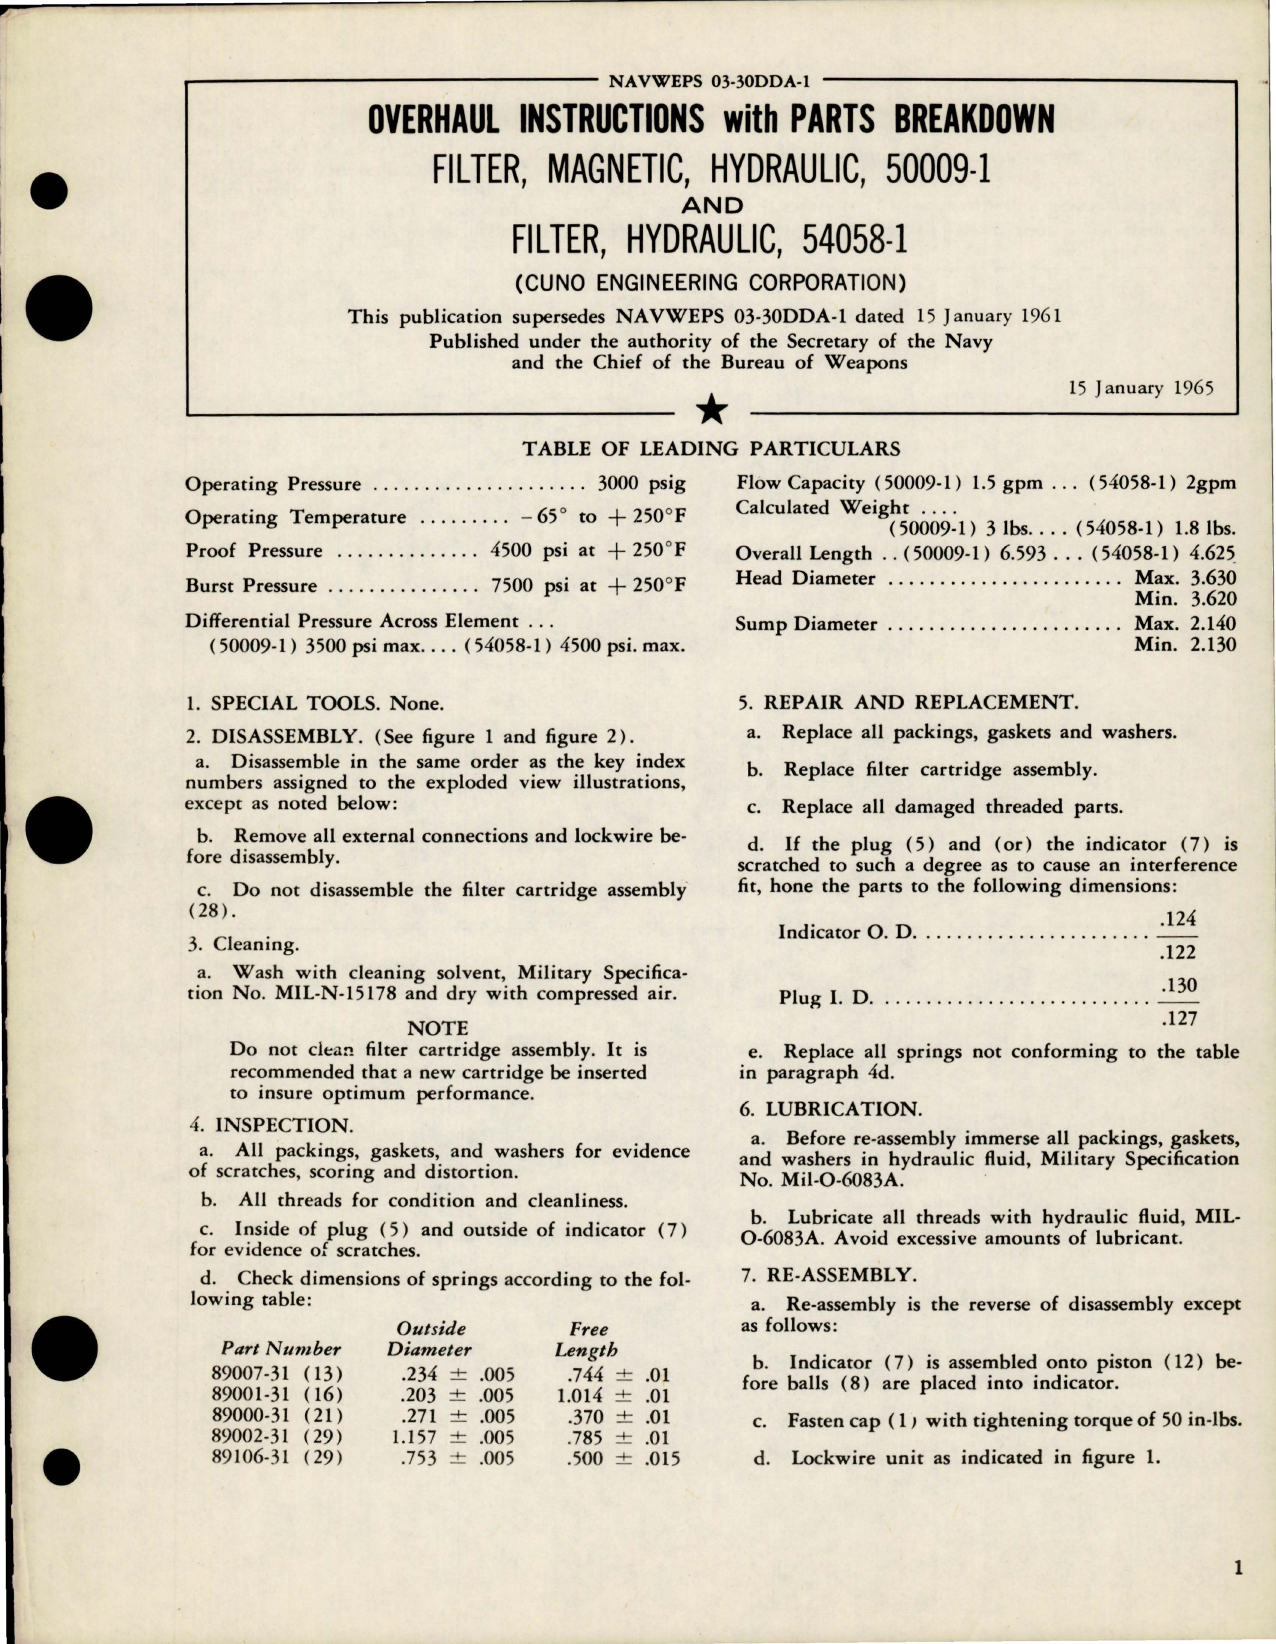 NAVWEPS 03-30DDA-1
OVERHAUL INSTRUCTIONS with PARTS BREAKDOWN
FILTER, MAGNETIC, HYDRAULIC, 50009-1
AND
FILTER, HYDRAULIC, 54058-1
(CUNO ENGINEERING CORPORATION)
This publication supersedes NAVWEPS 03-30DDA-1 dated 15 January 1961
Published under the authority of the Secretary of the Navy
and the Chief of the Bureau of Weapons
15 January 1965
TABLE OF LEADING PARTICULARS
Operating Pressure ..................... 3000 psig
Operating Temperature ......... -65° to +250°F
Proof Pressure .............. 4500 psi at +250°F
Burst Pressure ............... 7500 psi at +250°F
Differential Pressure Across Element ...
(50009-1) 3500 psi max.... (54058-1) 4500 psi. max.
Flow Capacity (50009-1) 1.5 gpm ... (54058-1) 2gpm
Calculated Weight ....
(50009-1) 3 lbs.... (54058-1) 1.8 lbs.
Overall Length ..(50009-1) 6.593 ... (54058-1) 4.625
Head Diameter ....................... Max. 3.630
Min. 3.620
Sump Diameter ....................... Max. 2.140
Min. 2.130
1. SPECIAL TOOLS. None.
2. DISASSEMBLY. (See figure 1 and figure 2).
a. Disassemble in the same order as the key index
numbers assigned to the exploded view illustrations,
except as noted below:
b. Remove all external connections and lockwire be-
fore disassembly.
c. Do not disassemble the filter cartridge assembly
(28).
3. Cleaning.
a. Wash with cleaning solvent, Military Specifica-
tion No. MIL-N-15178 and dry with compressed air.
NOTE
Do not clean filter cartridge assembly. It is
recommended that a new cartridge be inserted
to insure optimum performance.
4. INSPECTION.
a. All packings, gaskets, and washers for evidence
of scratches, scoring and distortion.
b. All threads for condition and cleanliness.
c. Inside of plug (5) and outside of indicator (7)
for evidence of scratches.
d. Check dimensions of springs according to the fol-
lowing table:
Outside Free
Part Number Diameter Length
89007-31 (13) .234 ± .005 .744 ± .01
89001-31 (16) .203 ± .005 1.014 ± .01
89000-31 (21) .271 ± .005 .370 ± .01
89002-31 (29) 1.157 ± .005 .785 ± .01
89106-31 (29) .753 ± .005 .500 ± .015
5. REPAIR AND REPLACEMENT.
a. Replace all packings, gaskets and washers.
b. Replace filter cartridge assembly.
c. Replace all damaged threaded parts.
d. If the plug (5) and (or) the indicator (7) is
scratched to such a degree as to cause an interference
fit, hone the parts to the following dimensions:
.124
Indicator O. D. .......................
.122
.130
Plug I. D. ...........................
.127
e. Replace all springs not conforming to the table
in paragraph 4d.
6. LUBRICATION.
a. Before re-assembly immerse all packings, gaskets,
and washers in hydraulic fluid, Military Specification
No. Mil-O-6083A.
b. Lubricate all threads with hydraulic fluid, MIL-
O-6083A. Avoid excessive amounts of lubricant.
7. RE-ASSEMBLY.
a. Re-assembly is the reverse of disassembly except
as follows:
b. Indicator (7) is assembled onto piston (12) be-
fore balls (8) are placed into indicator.
c. Fasten cap (1) with tightening torque of 50 in-lbs.
d. Lockwire unit as indicated in figure 1.
1